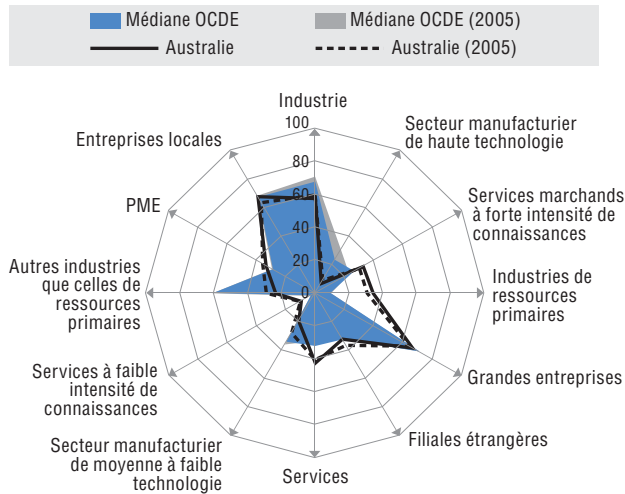 Médiane OCDE
Médiane OCDE (2005)
Australie
Australie (2005)
Industrie
100
80
60
40
20
0
Secteur manufacturier
de haute technologie
Services marchands
à forte intensité de
connaissances
Industries de
ressources
primaires
Grandes entreprises
Filiales étrangères
Services
Secteur manufacturier
de moyenne à faible
technologie
Services à faible
intensité de
connaissances
Autres industries
que celles de
ressources
primaires
PME
Entreprises locales